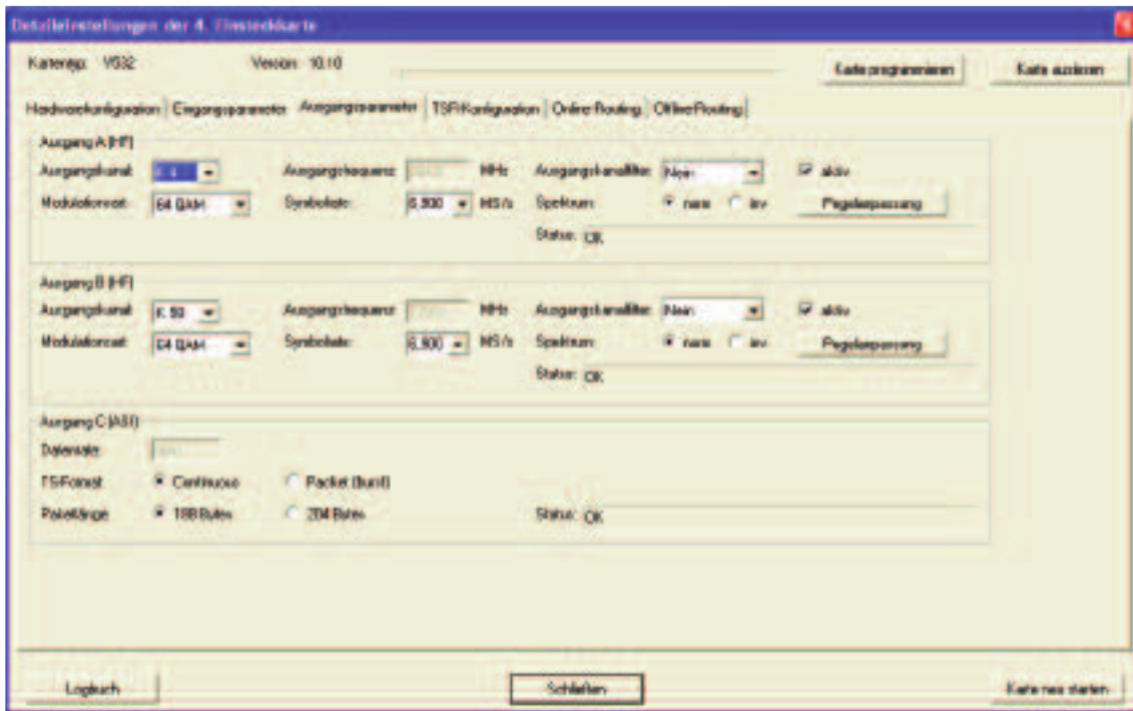 Detaileinstellungen der 4. Einsteckkarte
Kartentyp: V532 Version: 10.10 Karte programmieren Karte auslesen
Hardwarekonfiguration Eingangsparameter Ausgangsparameter TSR-Konfiguration Online-Routing Offline-Routing
Ausgang A (HF)
Ausgangskanal: Ausgangsfrequenz: MHz Ausgangskanalfilter: Nein aktiv
Modulationsart: 64 QAM Symbolrate: 6,900 MS/s Spektrum: norm inv Pegelanpassung
Status: OK
Ausgang B (HF)
Ausgangskanal: K 50 Ausgangsfrequenz: MHz Ausgangskanalfilter: Nein aktiv
Modulationsart: 64 QAM Symbolrate: 6,900 MS/s Spektrum: norm inv Pegelanpassung
Status: OK
Ausgang C (ASI)
Datenrate:
TS-Format: Continuous Packet (burst)
Paketlänge: 188 Bytes 204 Bytes Status: OK
Logbuch Schließen Karte neu starten